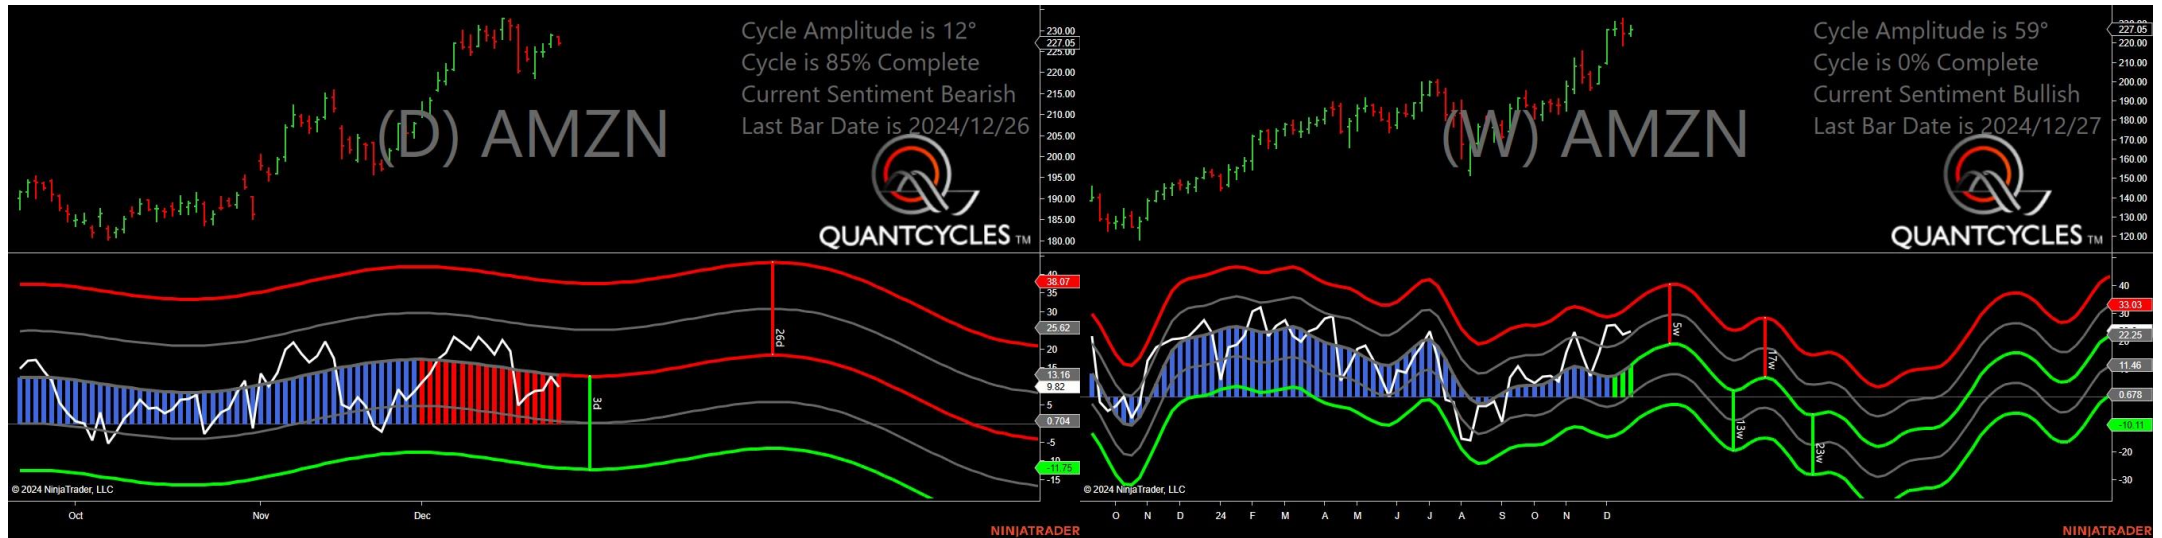 Cycle Amplitude is 12°
Cycle is 85% Complete
Current Sentiment Bearish
Last Bar Date is 2024/12/26
(D) AMZN
QUANTCYCLES TM
230.00
227.05
225.00
220.00
215.00
210.00
205.00
200.00
195.00
190.00
185.00
180.00
40
38.07
35
30
25.62
20
15
13.16
9.82
5
0.704
-5
-10
-11.75
-15
26d
3d
© 2024 NinjaTrader, LLC
Oct Nov Dec
NINJATRADER
Cycle Amplitude is 59°
Cycle is 0% Complete
Current Sentiment Bullish
Last Bar Date is 2024/12/27
(W) AMZN
QUANTCYCLES TM
230.00
227.05
220.00
210.00
200.00
190.00
180.00
170.00
160.00
150.00
140.00
130.00
120.00
40
33.03
30
22.25
20
11.46
0.678
-10.11
-20
-30
5w
17w
13w
23w
© 2024 NinjaTrader, LLC
O N D 24 F M A M J J A S O N D
NINJATRADER